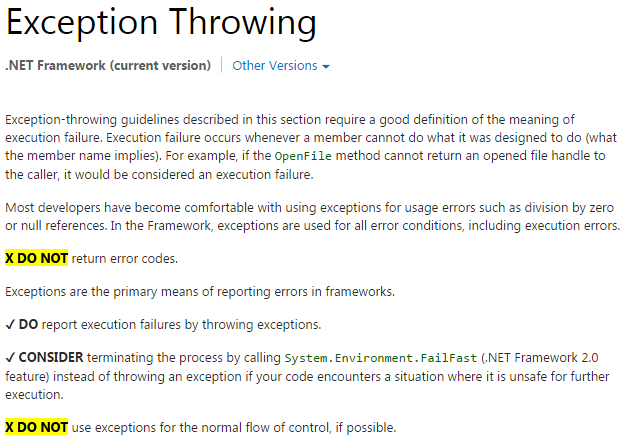 Exception Throwing
.NET Framework (current version) Other Versions
Exception-throwing guidelines described in this section require a good definition of the meaning of
execution failure. Execution failure occurs whenever a member cannot do what it was designed to do (what
the member name implies). For example, if the OpenFile method cannot return an opened file handle to
the caller, it would be considered an execution failure.
Most developers have become comfortable with using exceptions for usage errors such as division by zero
or null references. In the Framework, exceptions are used for all error conditions, including execution errors.
X DO NOT return error codes.
Exceptions are the primary means of reporting errors in frameworks.
✓ DO report execution failures by throwing exceptions.
✓ CONSIDER terminating the process by calling System.Environment.FailFast (.NET Framework 2.0
feature) instead of throwing an exception if your code encounters a situation where it is unsafe for further
execution.
X DO NOT use exceptions for the normal flow of control, if possible.